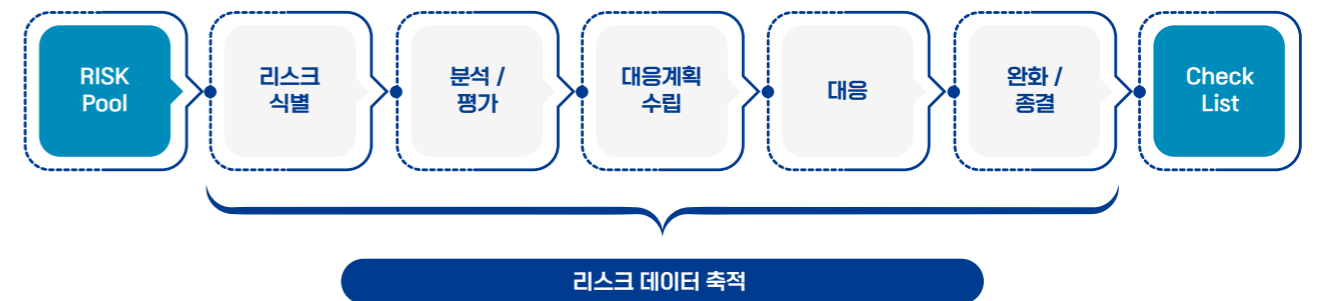 RISK
Pool
리스크
식별
분석 /
평가
대응계획
수립
대응
완화 /
종결
Check
List
리스크 데이터 축적